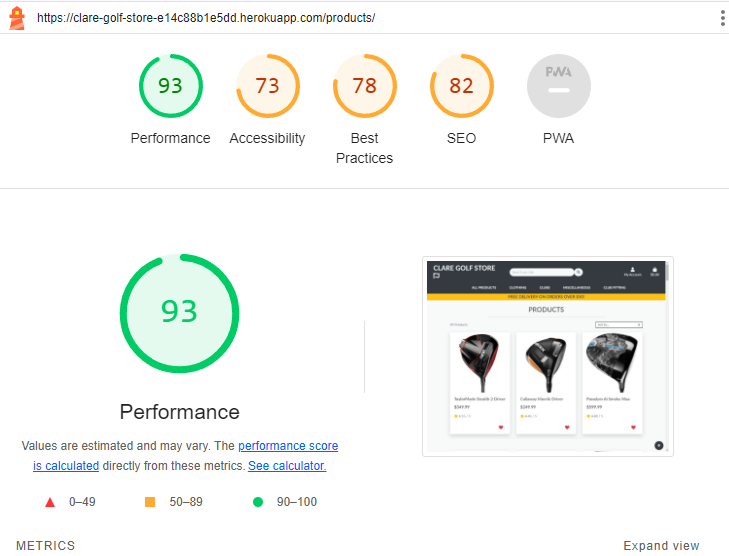 https://clare-golf-store-e14c88b1e5dd.herokuapp.com/products/
93
73
78
82
PWA
Performance
Accessibility
Best
Practices
SEO
PWA
93
Performance
Values are estimated and may vary. The performance score
is calculated directly from these metrics. See calculator.
0–49
50–89
90–100
CLARE GOLF STORE
My Account
ALL PRODUCTS
CLOTHING
CLUBS
MISCELLANEOUS
CLUB FITTING
FREE DELIVERY ON ORDERS OVER $50!
PRODUCTS
TaylorMade Stealth 2 Driver
Callaway Mavrik Driver
Paradym Ai Smoke Max
$349.99
$299.99
$599.99
METRICS
Expand view